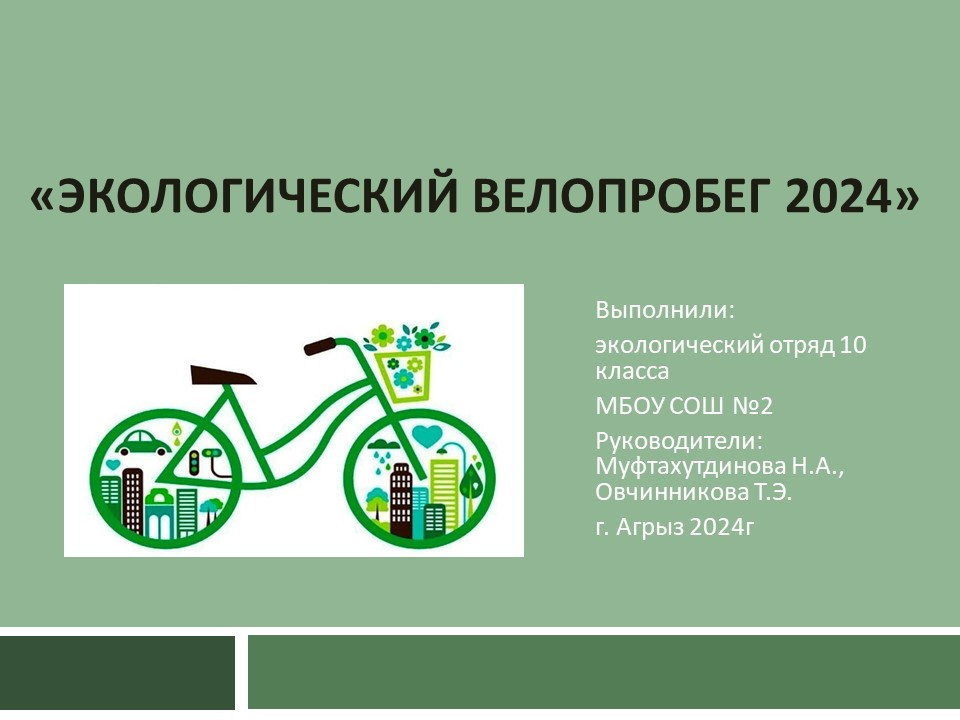 «ЭКОЛОГИЧЕСКИЙ ВЕЛОПРОБЕГ 2024»
Выполнили:
экологический отряд 10
класса
МБОУ СОШ №2
Руководители:
Муфтахутдинова Н.А.,
Овчинникова Т.Э.
г. Агрыз 2024г